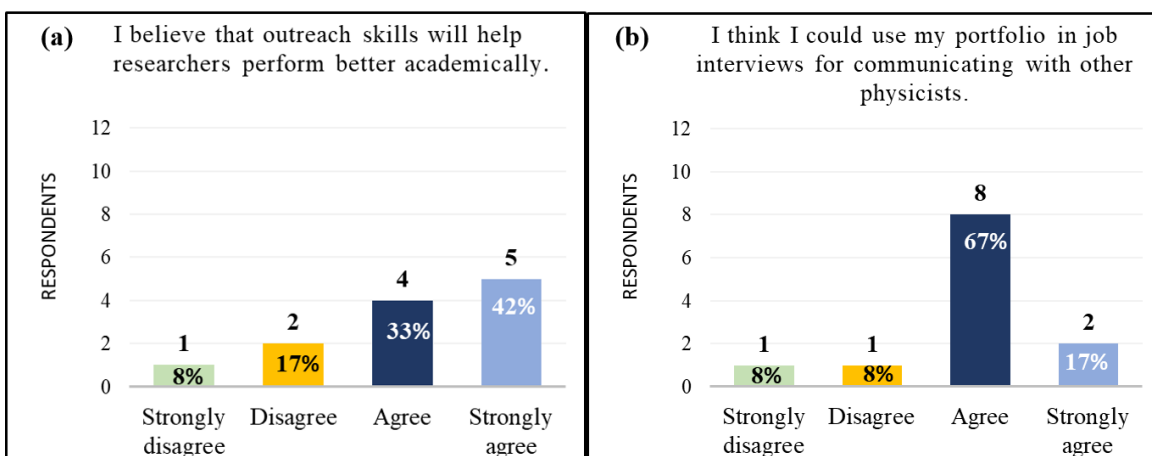 (a) I believe that outreach skills will help
researchers perform better academically.
RESPONDENTS
12
10
8
6
4
2
0
1
8%
2
17%
4
33%
5
42%
Strongly disagree
Disagree
Agree
Strongly agree
(b) I think I could use my portfolio in job
interviews for communicating with other
physicists.
RESPONDENTS
12
10
8
6
4
2
0
1
8%
1
8%
8
67%
2
17%
Strongly disagree
Disagree
Agree
Strongly agree